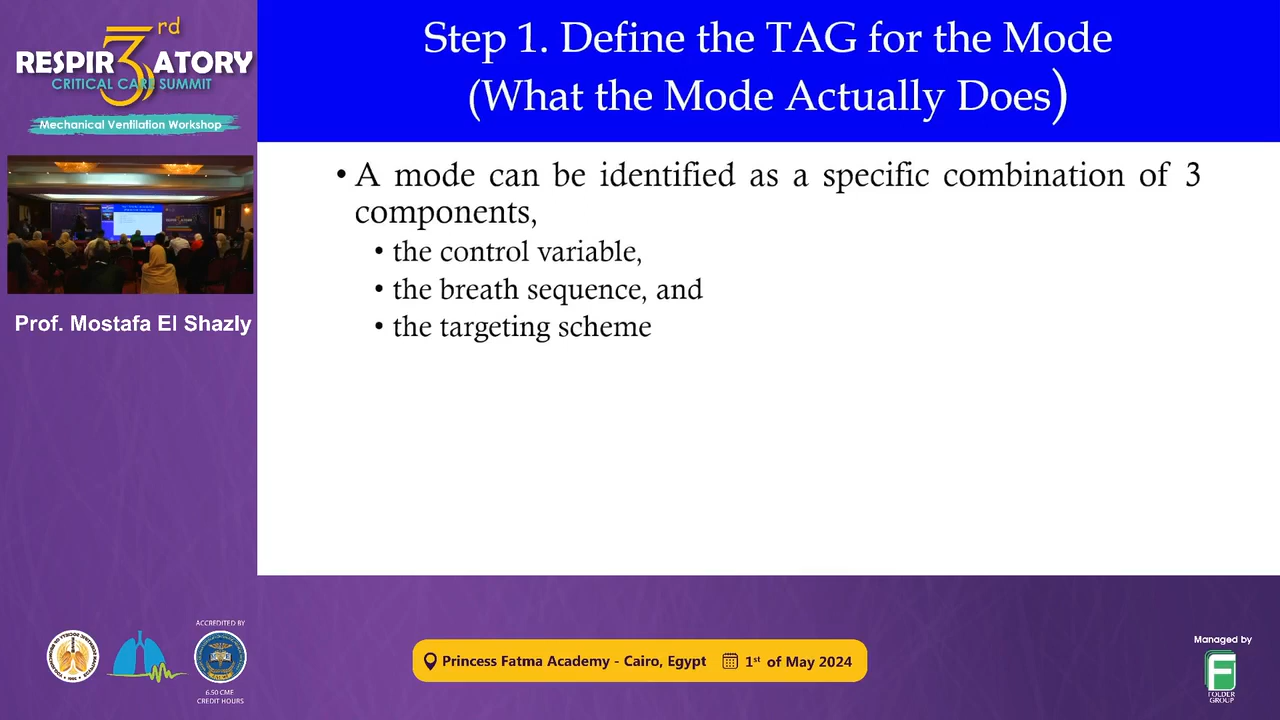 3rd
RESPIRATORY
CRITICAL CARE SUMMIT
Mechanical Ventilation Workshop
Prof. Mostafa El Shazly
Step 1. Define the TAG for the Mode
(What the Mode Actually Does)
• A mode can be identified as a specific combination of 3
components,
• the control variable,
• the breath sequence, and
• the targeting scheme
ACCREDITED BY
6.50 CME
CREDIT HOURS
Princess Fatma Academy - Cairo, Egypt 1st of May 2024
Managed by
F
FOLDER
GROUP